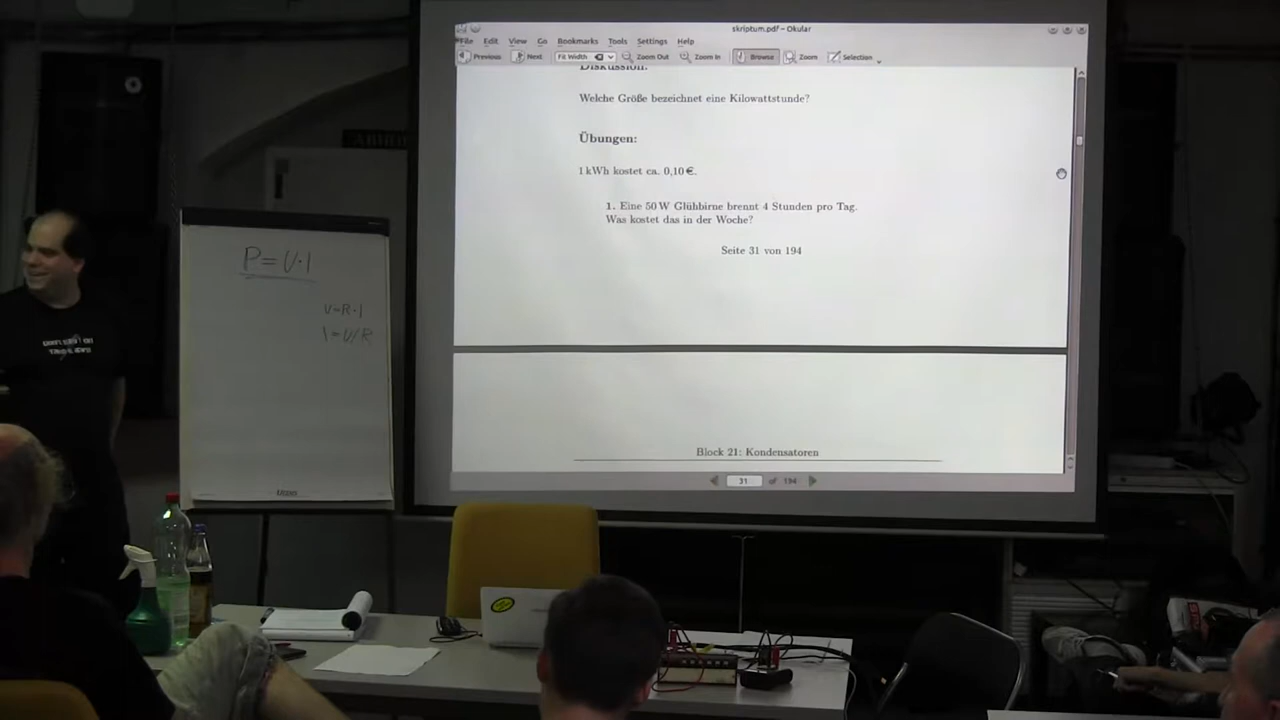 skriptum.pdf – Okular
File Edit View Go Bookmarks Tools Settings Help
Previous Next Fit Width Zoom Out Zoom In Browse Zoom Selection
Diskussion:
Welche Größe bezeichnet eine Kilowattstunde?
Übungen:
1 kWh kostet ca. 0,10 €.
1. Eine 50 W Glühbirne brennt 4 Stunden pro Tag.
Was kostet das in der Woche?
Seite 31 von 194
Block 21: Kondensatoren
31 of 194
P=U·I
U=R·I
I=U/R